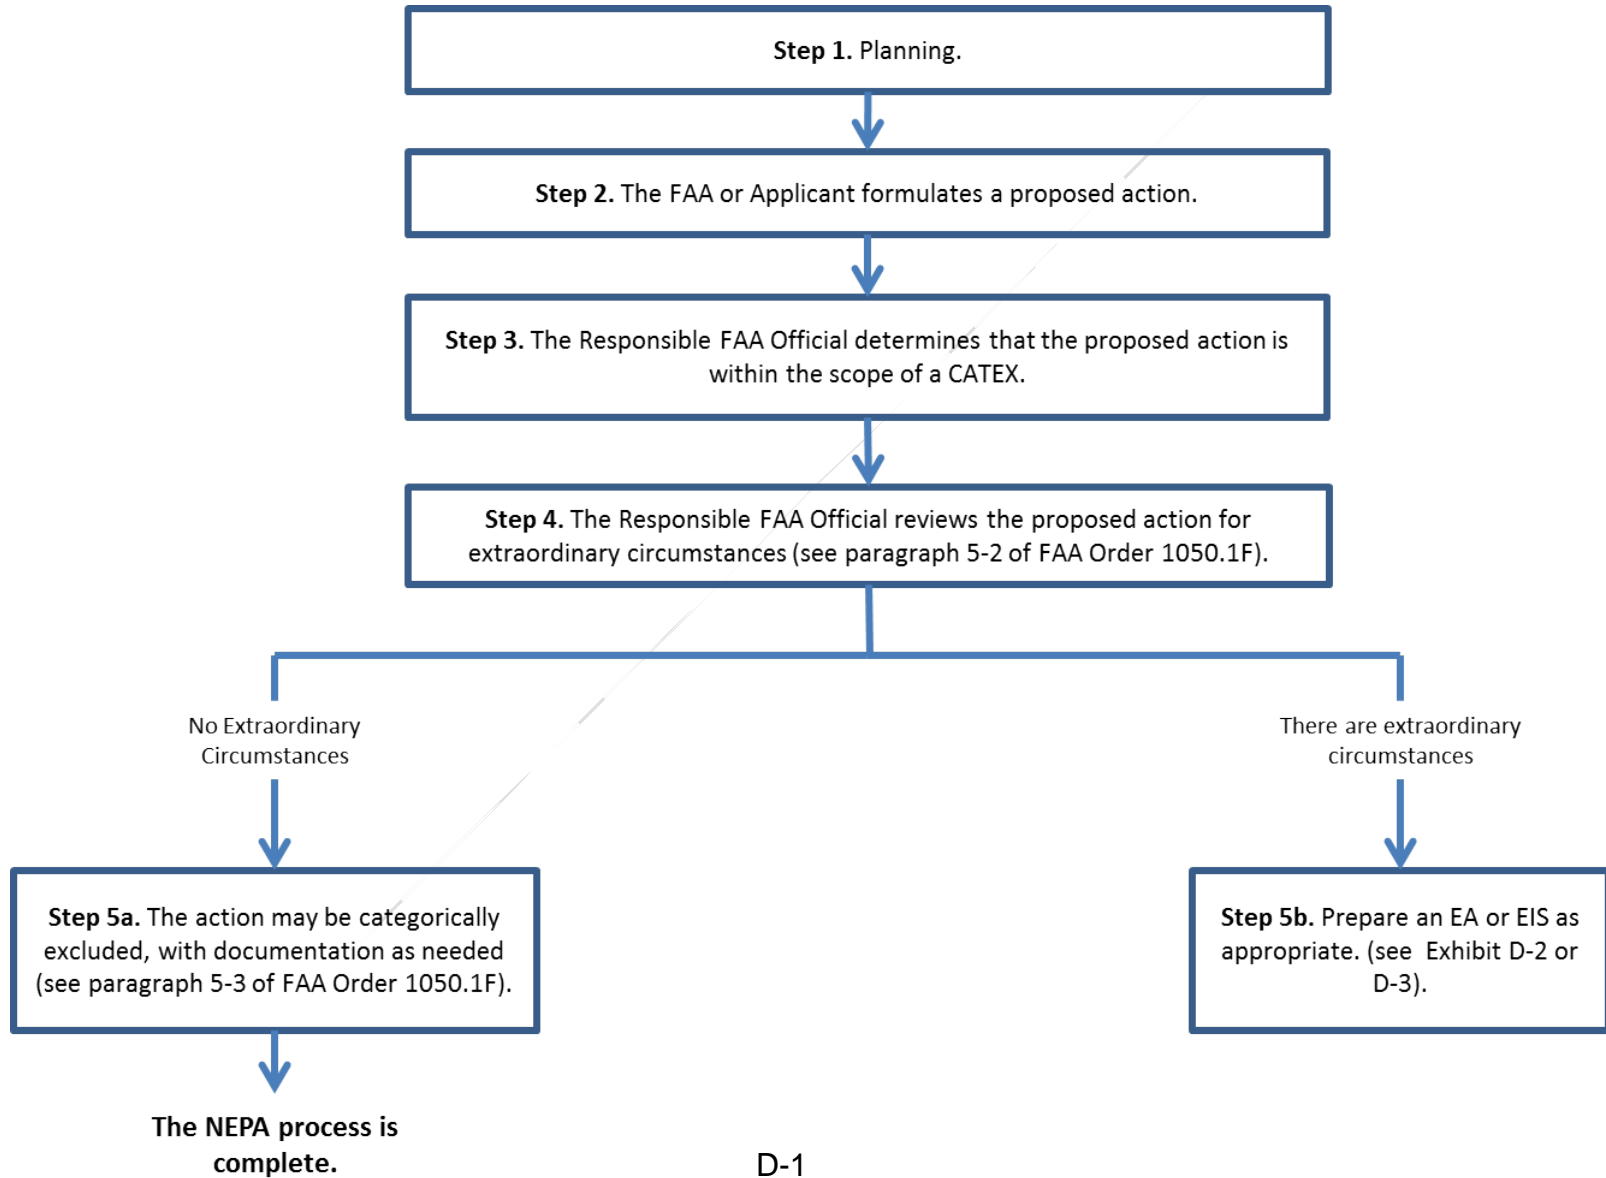 Step 1. Planning.
Step 2. The FAA or Applicant formulates a proposed action.
Step 3. The Responsible FAA Official determines that the proposed action is
within the scope of a CATEX.
Step 4. The Responsible FAA Official reviews the proposed action for
extraordinary circumstances (see paragraph 5-2 of FAA Order 1050.1F).
No Extraordinary
Circumstances
There are extraordinary
circumstances
Step 5a. The action may be categorically
excluded, with documentation as needed
(see paragraph 5-3 of FAA Order 1050.1F).
Step 5b. Prepare an EA or EIS as
appropriate. (see Exhibit D-2 or
D-3).
The NEPA process is
complete.
D-1